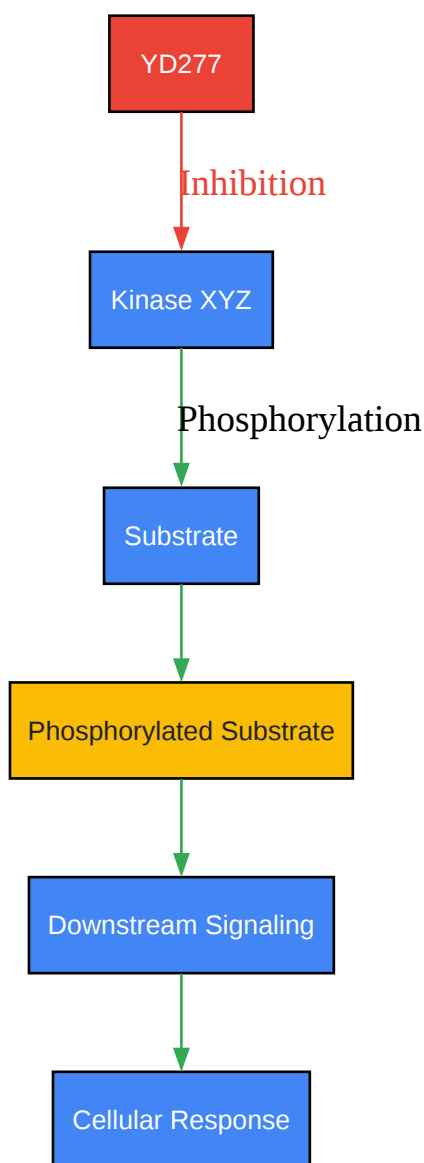 YD277
Inhibition
Kinase XYZ
Phosphorylation
Substrate
Phosphorylated Substrate
Downstream Signaling
Cellular Response